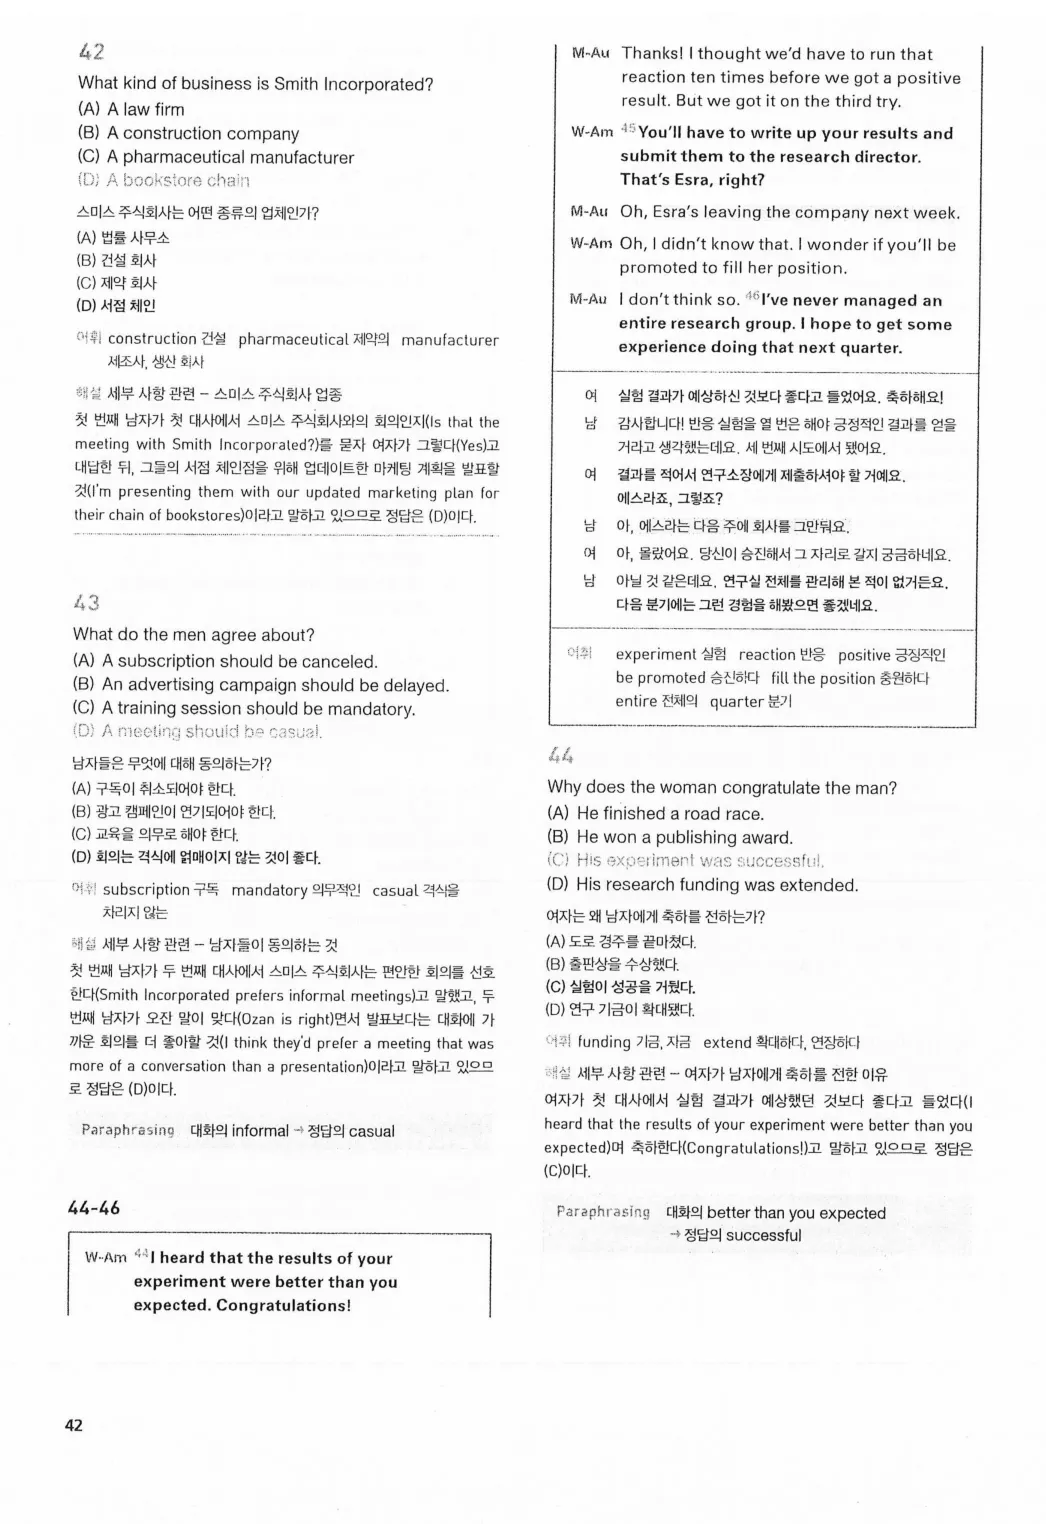 42
What kind of business is Smith Incorporated?
(A) A law firm
(B) A construction company
(C) A pharmaceutical manufacturer
(D) A bookstore chain
스미스 주식회사는 어떤 종류의 업체인가?
(A) 법률 사무소
(B) 건설 회사
(C) 제약 회사
(D) 서점 체인
어휘 construction 건설 pharmaceutical 제약의 manufacturer
제조사, 생산 회사
해설 세부 사항 관련 – 스미스 주식회사 업종
첫 번째 남자가 첫 대사에서 스미스 주식회사와의 회의인지(Is that the
meeting with Smith Incorporated?)를 묻자 여자가 그렇다(Yes)고
대답한 뒤, 그들의 서점 체인점을 위해 업데이트한 마케팅 계획을 발표할
것(I'm presenting them with our updated marketing plan for
their chain of bookstores)이라고 말하고 있으므로 정답은 (D)이다.
43
What do the men agree about?
(A) A subscription should be canceled.
(B) An advertising campaign should be delayed.
(C) A training session should be mandatory.
(D) A meeting should be casual.
남자들은 무엇에 대해 동의하는가?
(A) 구독이 취소되어야 한다.
(B) 광고 캠페인이 연기되어야 한다.
(C) 교육을 의무로 해야 한다.
(D) 회의는 격식에 얽매이지 않는 것이 좋다.
어휘 subscription 구독 mandatory 의무적인 casual 격식을
차리지 않는
해설 세부 사항 관련 – 남자들이 동의하는 것
첫 번째 남자가 두 번째 대사에서 스미스 주식회사는 편안한 회의를 선호
한다(Smith Incorporated prefers informal meetings)고 말했고, 두
번째 남자가 오잔 말이 맞다(Ozan is right)면서 발표보다는 대화에 가
까운 회의를 더 좋아할 것(I think they'd prefer a meeting that was
more of a conversation than a presentation)이라고 말하고 있으므
로 정답은 (D)이다.
Paraphrasing 대화의 informal → 정답의 casual
44-46
W-Am 44I heard that the results of your
experiment were better than you
expected. Congratulations!
M-Au Thanks! I thought we'd have to run that
reaction ten times before we got a positive
result. But we got it on the third try.
W-Am 45You'll have to write up your results and
submit them to the research director.
That's Esra, right?
M-Au Oh, Esra's leaving the company next week.
W-Am Oh, I didn't know that. I wonder if you'll be
promoted to fill her position.
M-Au I don't think so. 46I've never managed an
entire research group. I hope to get some
experience doing that next quarter.
여 실험 결과가 예상하신 것보다 좋다고 들었어요. 축하해요!
남 감사합니다! 반응 실험을 열 번은 해야 긍정적인 결과를 얻을
거라고 생각했는데요. 세 번째 시도에서 됐어요.
여 결과를 적어서 연구소장에게 제출하셔야 할 거예요.
에스라죠, 그렇죠?
남 아, 에스라는 다음 주에 회사를 그만둬요.
여 아, 몰랐어요. 당신이 승진해서 그 자리로 갈지 궁금하네요.
남 아닐 것 같은데요. 연구실 전체를 관리해 본 적이 없거든요.
다음 분기에는 그런 경험을 해봤으면 좋겠네요.
어휘 experiment 실험 reaction 반응 positive 긍정적인
be promoted 승진하다 fill the position 충원하다
entire 전체의 quarter 분기
44
Why does the woman congratulate the man?
(A) He finished a road race.
(B) He won a publishing award.
(C) His experiment was successful.
(D) His research funding was extended.
여자는 왜 남자에게 축하를 전하는가?
(A) 도로 경주를 끝마쳤다.
(B) 출판상을 수상했다.
(C) 실험이 성공을 거뒀다.
(D) 연구 기금이 확대됐다.
어휘 funding 기금, 자금 extend 확대하다, 연장하다
해설 세부 사항 관련 – 여자가 남자에게 축하를 전한 이유
여자가 첫 대사에서 실험 결과가 예상했던 것보다 좋다고 들었다(I
heard that the results of your experiment were better than you
expected)며 축하한다(Congratulations!)고 말하고 있으므로 정답은
(C)이다.
Paraphrasing 대화의 better than you expected
→ 정답의 successful
42